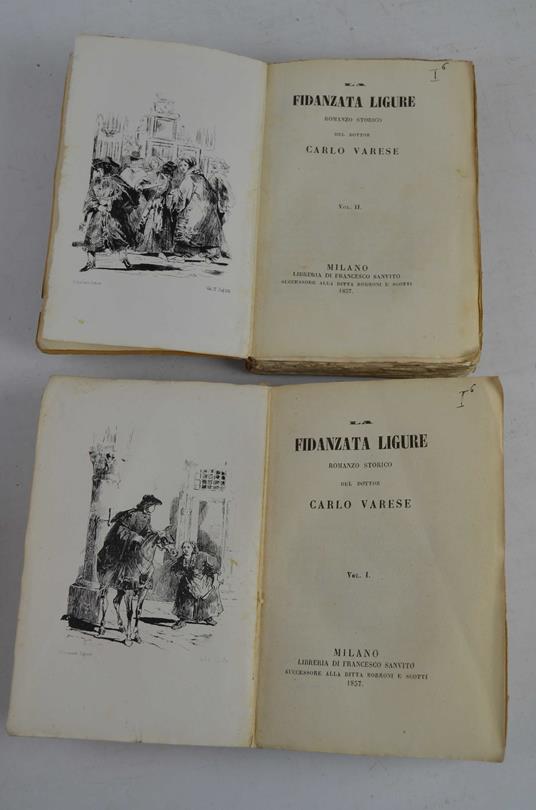 LA
FIDANZATA LIGURE
ROMANZO STORICO
DEL DOTTOR
CARLO VARESE
VOL. II.
MILANO
LIBRERIA DI FRANCESCO SANVITO
SUCCESSORE ALLA DITTA BORRONI E SCOTTI
1857.
LA
FIDANZATA LIGURE
ROMANZO STORICO
DEL DOTTOR
CARLO VARESE
VOL. I.
MILANO
LIBRERIA DI FRANCESCO SANVITO
SUCCESSORE ALLA DITTA BORRONI E SCOTTI
1857.